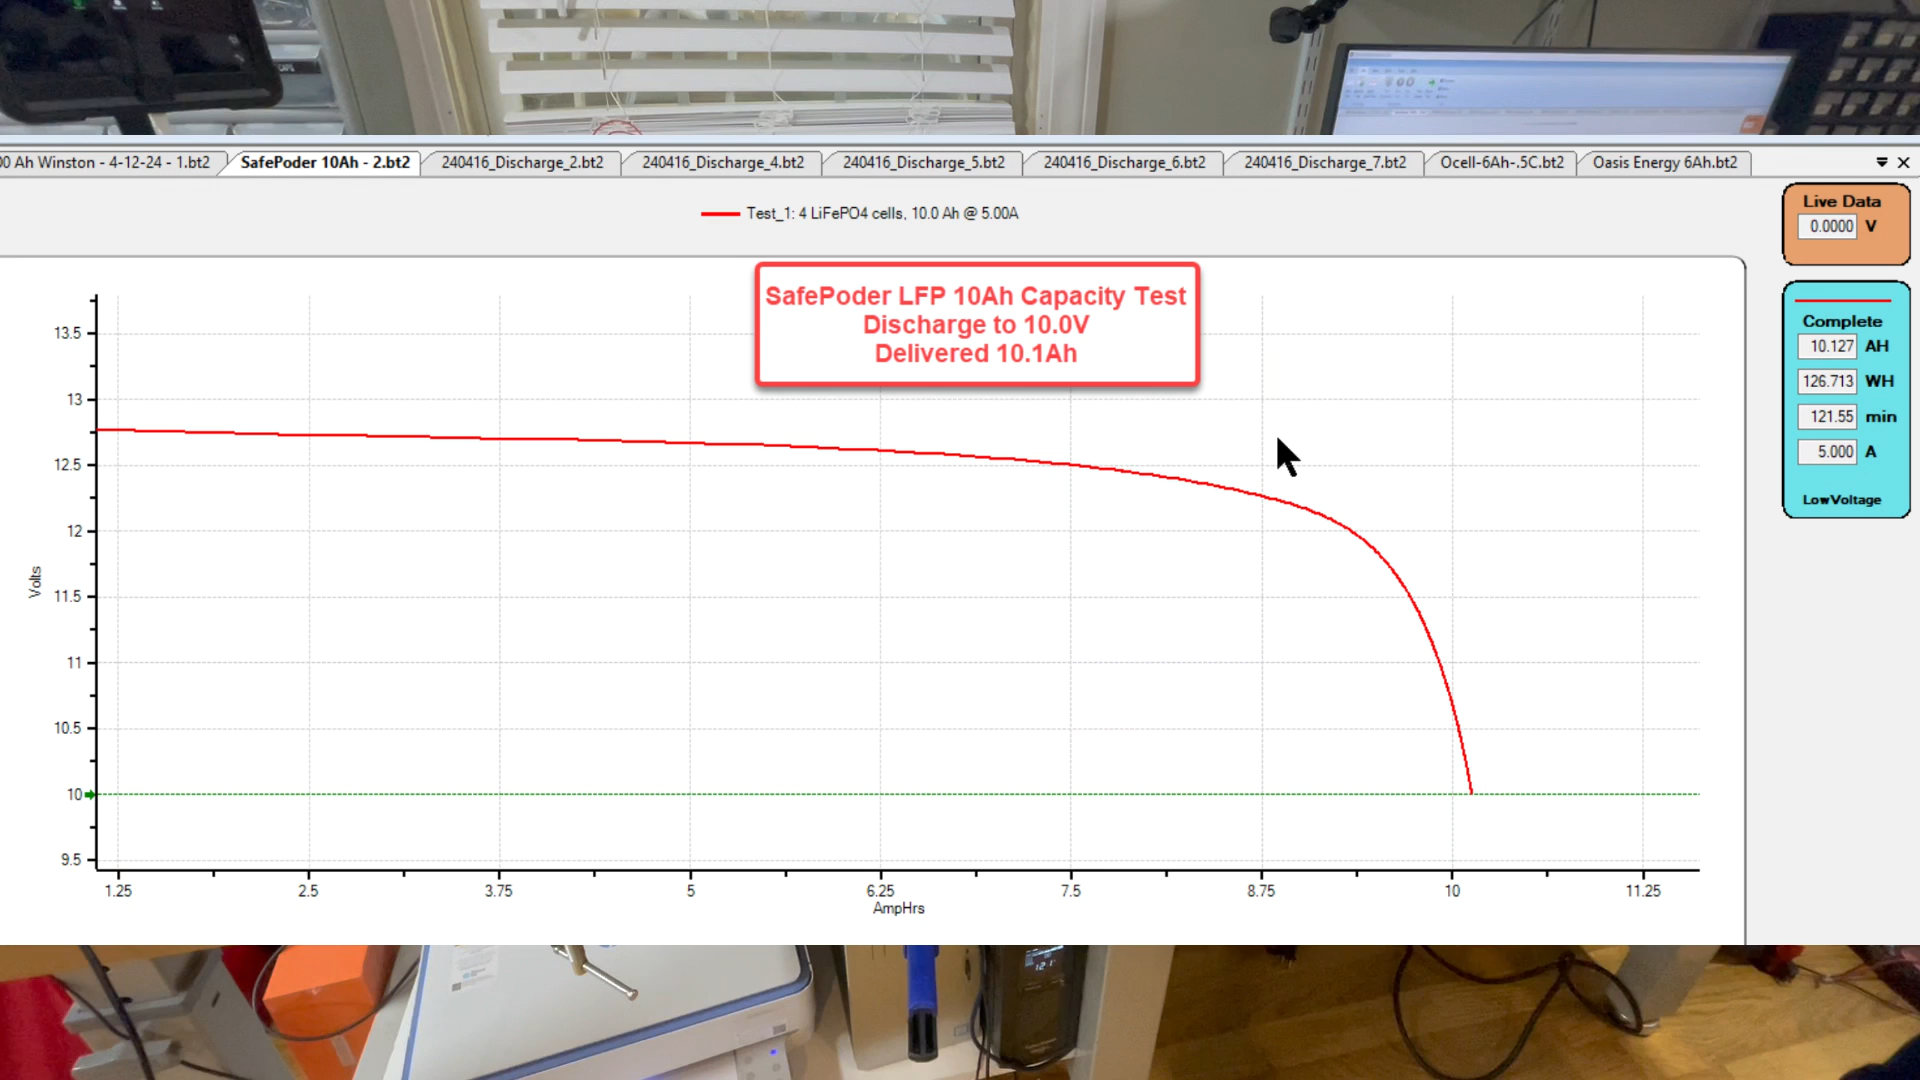 00 Ah Winston - 4-12-24 - 1.bt2
SafePoder 10Ah - 2.bt2
240416_Discharge_2.bt2
240416_Discharge_4.bt2
240416_Discharge_5.bt2
240416_Discharge_6.bt2
240416_Discharge_7.bt2
Ocell-6Ah-.5C.bt2
Oasis Energy 6Ah.bt2
Test_1: 4 LiFePO4 cells, 10.0 Ah @ 5.00A
Live Data
0.0000 V
SafePoder LFP 10Ah Capacity Test
Discharge to 10.0V
Delivered 10.1Ah
Complete
10.127 AH
126.713 WH
121.55 min
5.000 A
LowVoltage
13.5
13
12.5
12
11.5
11
10.5
10
9.5
Volts
1.25 2.5 3.75 5 6.25 7.5 8.75 10 11.25
AmpHrs